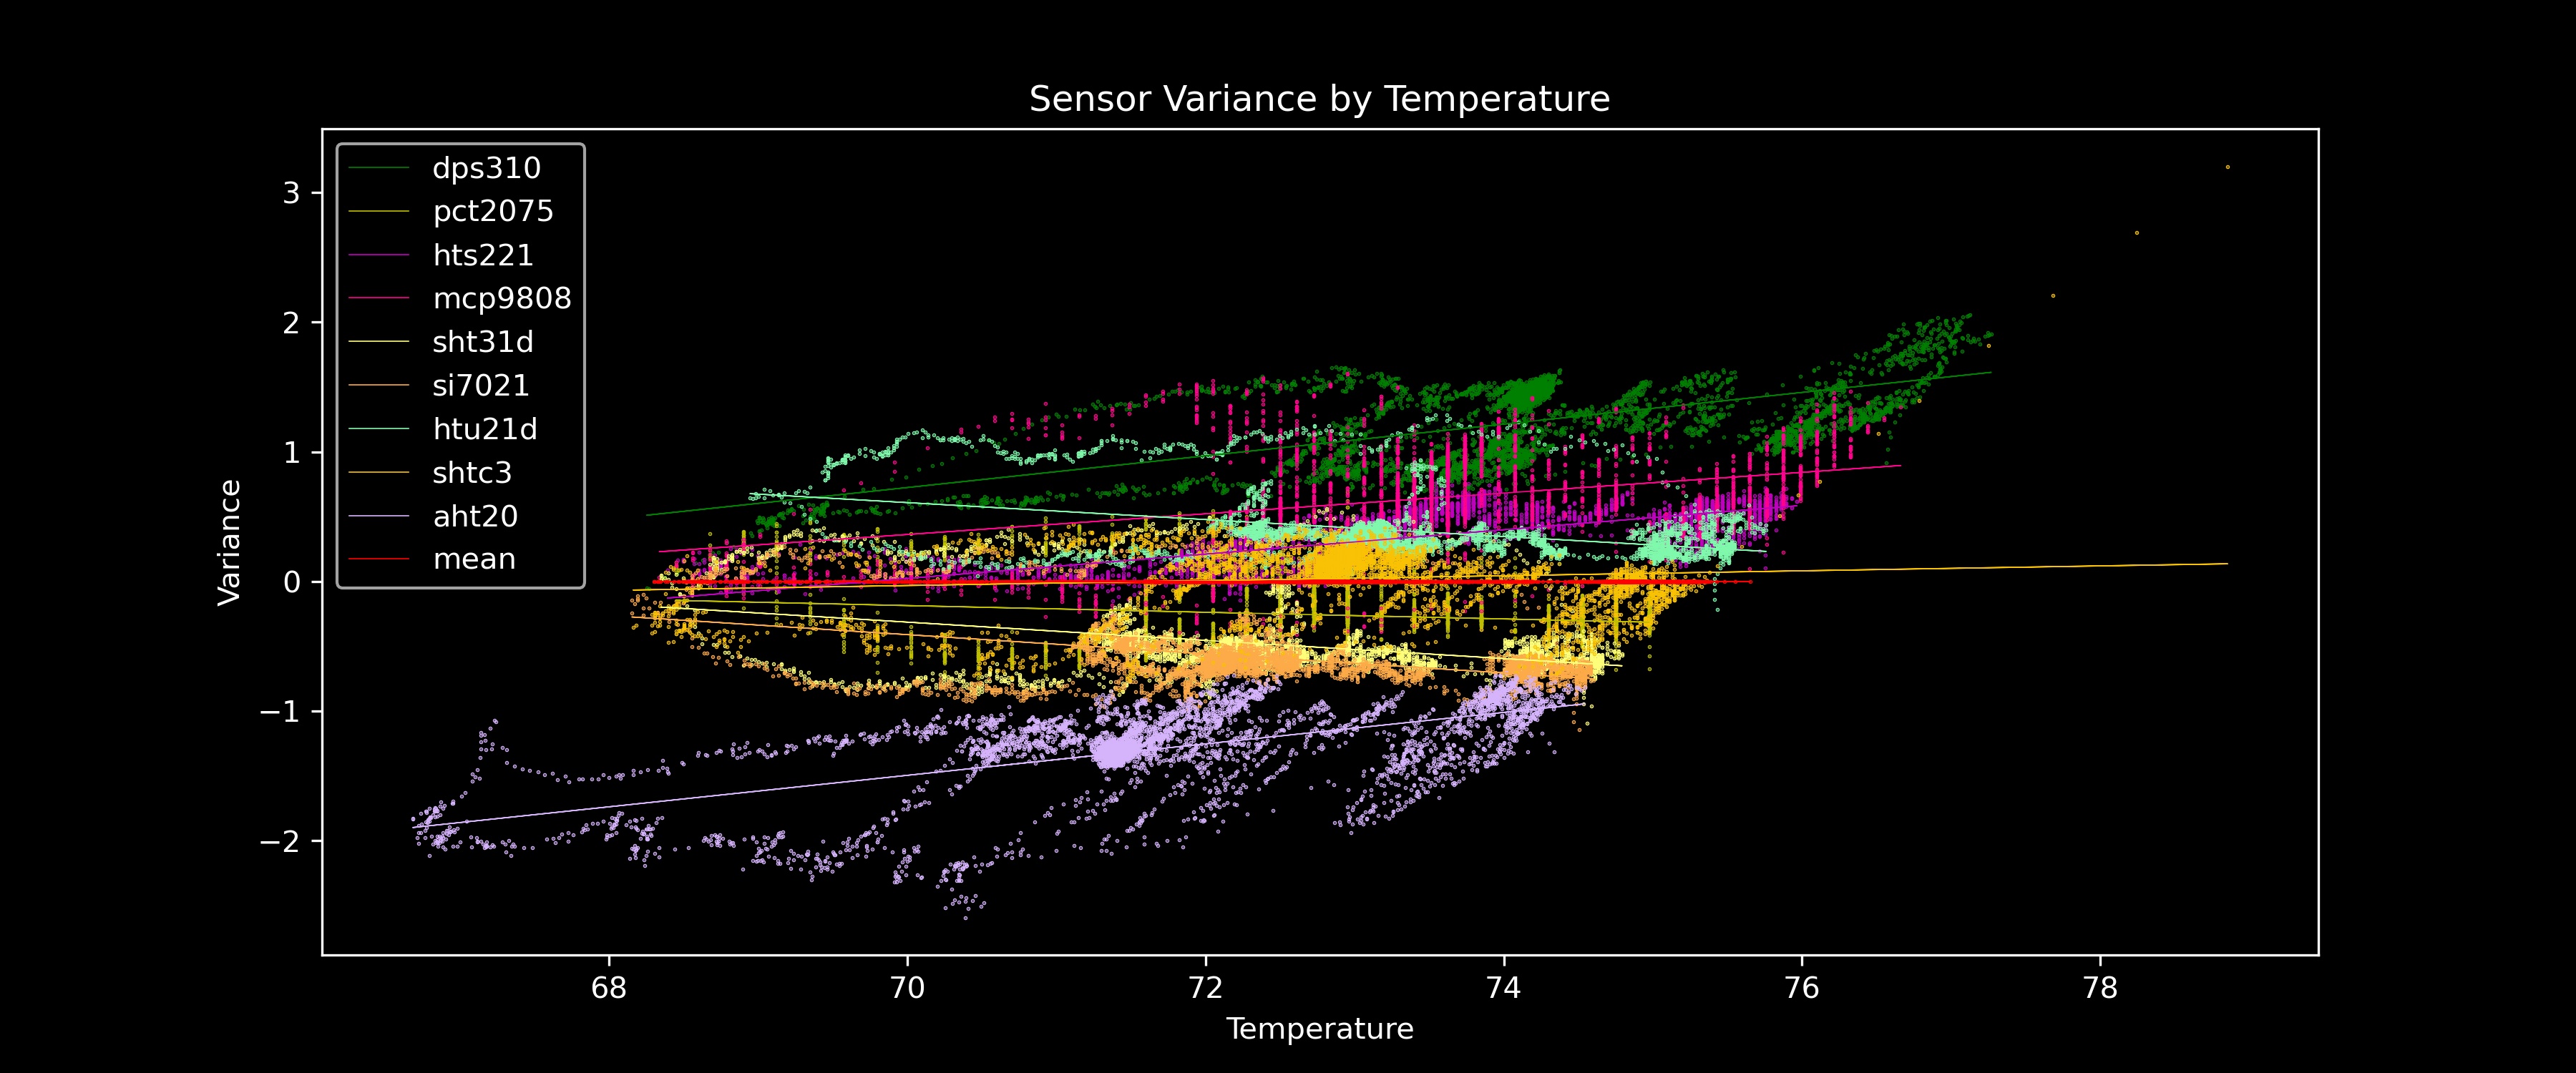 Sensor Variance by Temperature
dps310
pct2075
hts221
mcp9808
sht31d
si7021
htu21d
shtc3
aht20
mean
3
2
1
0
−1
−2
Variance
68 70 72 74 76 78
Temperature